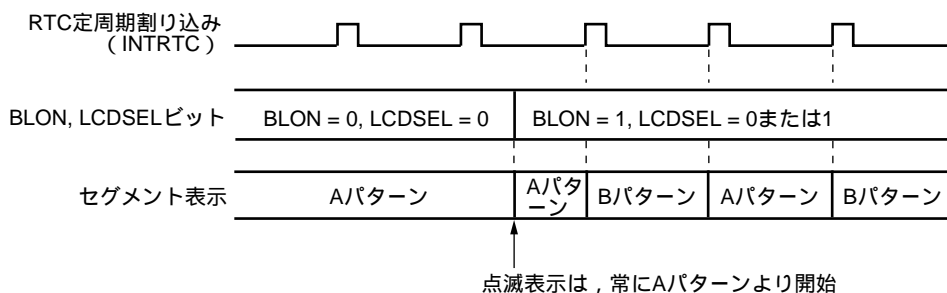 RTC定周期割り込み
（INTRTC）
BLON, LCDSELビット
BLON = 0, LCDSEL = 0
BLON = 1, LCDSEL = 0または1
セグメント表示
Aパターン
Aパタ
ーン
Bパターン
Aパターン
Bパターン
点滅表示は，常にAパターンより開始